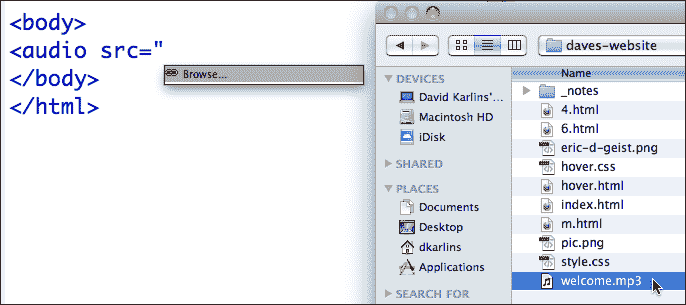 <body>
<audio src="
</body>
</html>
Browse...
daves-website
DEVICES
David Karlins'...
Macintosh HD
iDisk
SHARED
PLACES
Documents
Desktop
dkarlins
Applications
SEARCH FOR
Name
_notes
4.html
6.html
eric-d-geist.png
hover.css
hover.html
index.html
m.html
pic.png
style.css
welcome.mp3